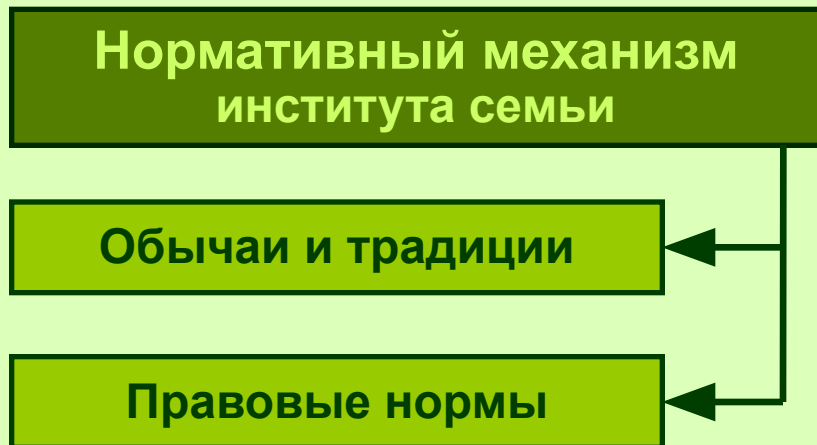 Нормативный механизм
института семьи
Обычаи и традиции
Правовые нормы